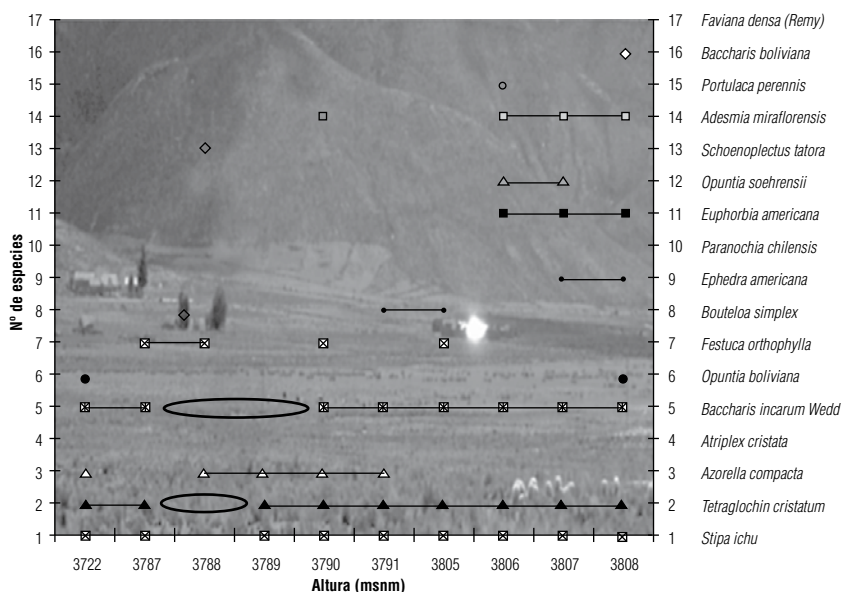 17 17 Faviana densa (Remy)
16 16 Baccharis boliviana
15 15 Portulaca perennis
14 14 Adesmia miraflorensis
13 13 Schoenoplectus tatora
12 12 Opuntia soehrensii
11 11 Euphorbia americana
10 10 Paranochia chilensis
9 9 Ephedra americana
8 8 Bouteloa simplex
7 7 Festuca orthophylla
6 6 Opuntia boliviana
5 5 Baccharis incarum Wedd
4 4 Atriplex cristata
3 3 Azorella compacta
2 2 Tetraglochin cristatum
1 1 Stipa ichu
Nº de especies
3722 3787 3788 3789 3790 3791 3805 3806 3807 3808
Altura (msnm)